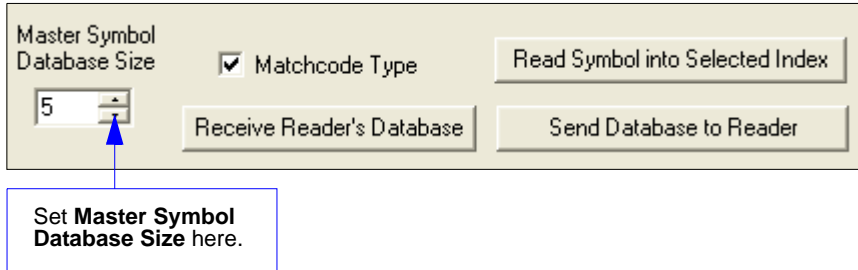 Master Symbol
Database Size
5
Matchcode Type
Read Symbol into Selected Index
Receive Reader's Database
Send Database to Reader
Set Master Symbol
Database Size here.